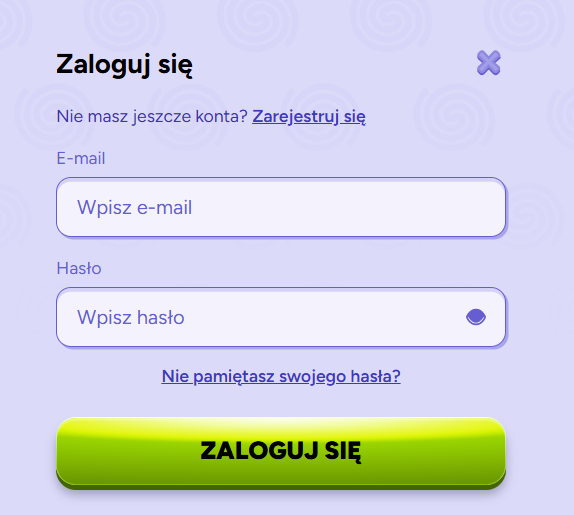 Zaloguj się
Nie masz jeszcze konta? Zarejestruj się
E-mail
Wpisz e-mail
Hasło
Wpisz hasło
Nie pamiętasz swojego hasła?
ZALOGUJ SIĘ